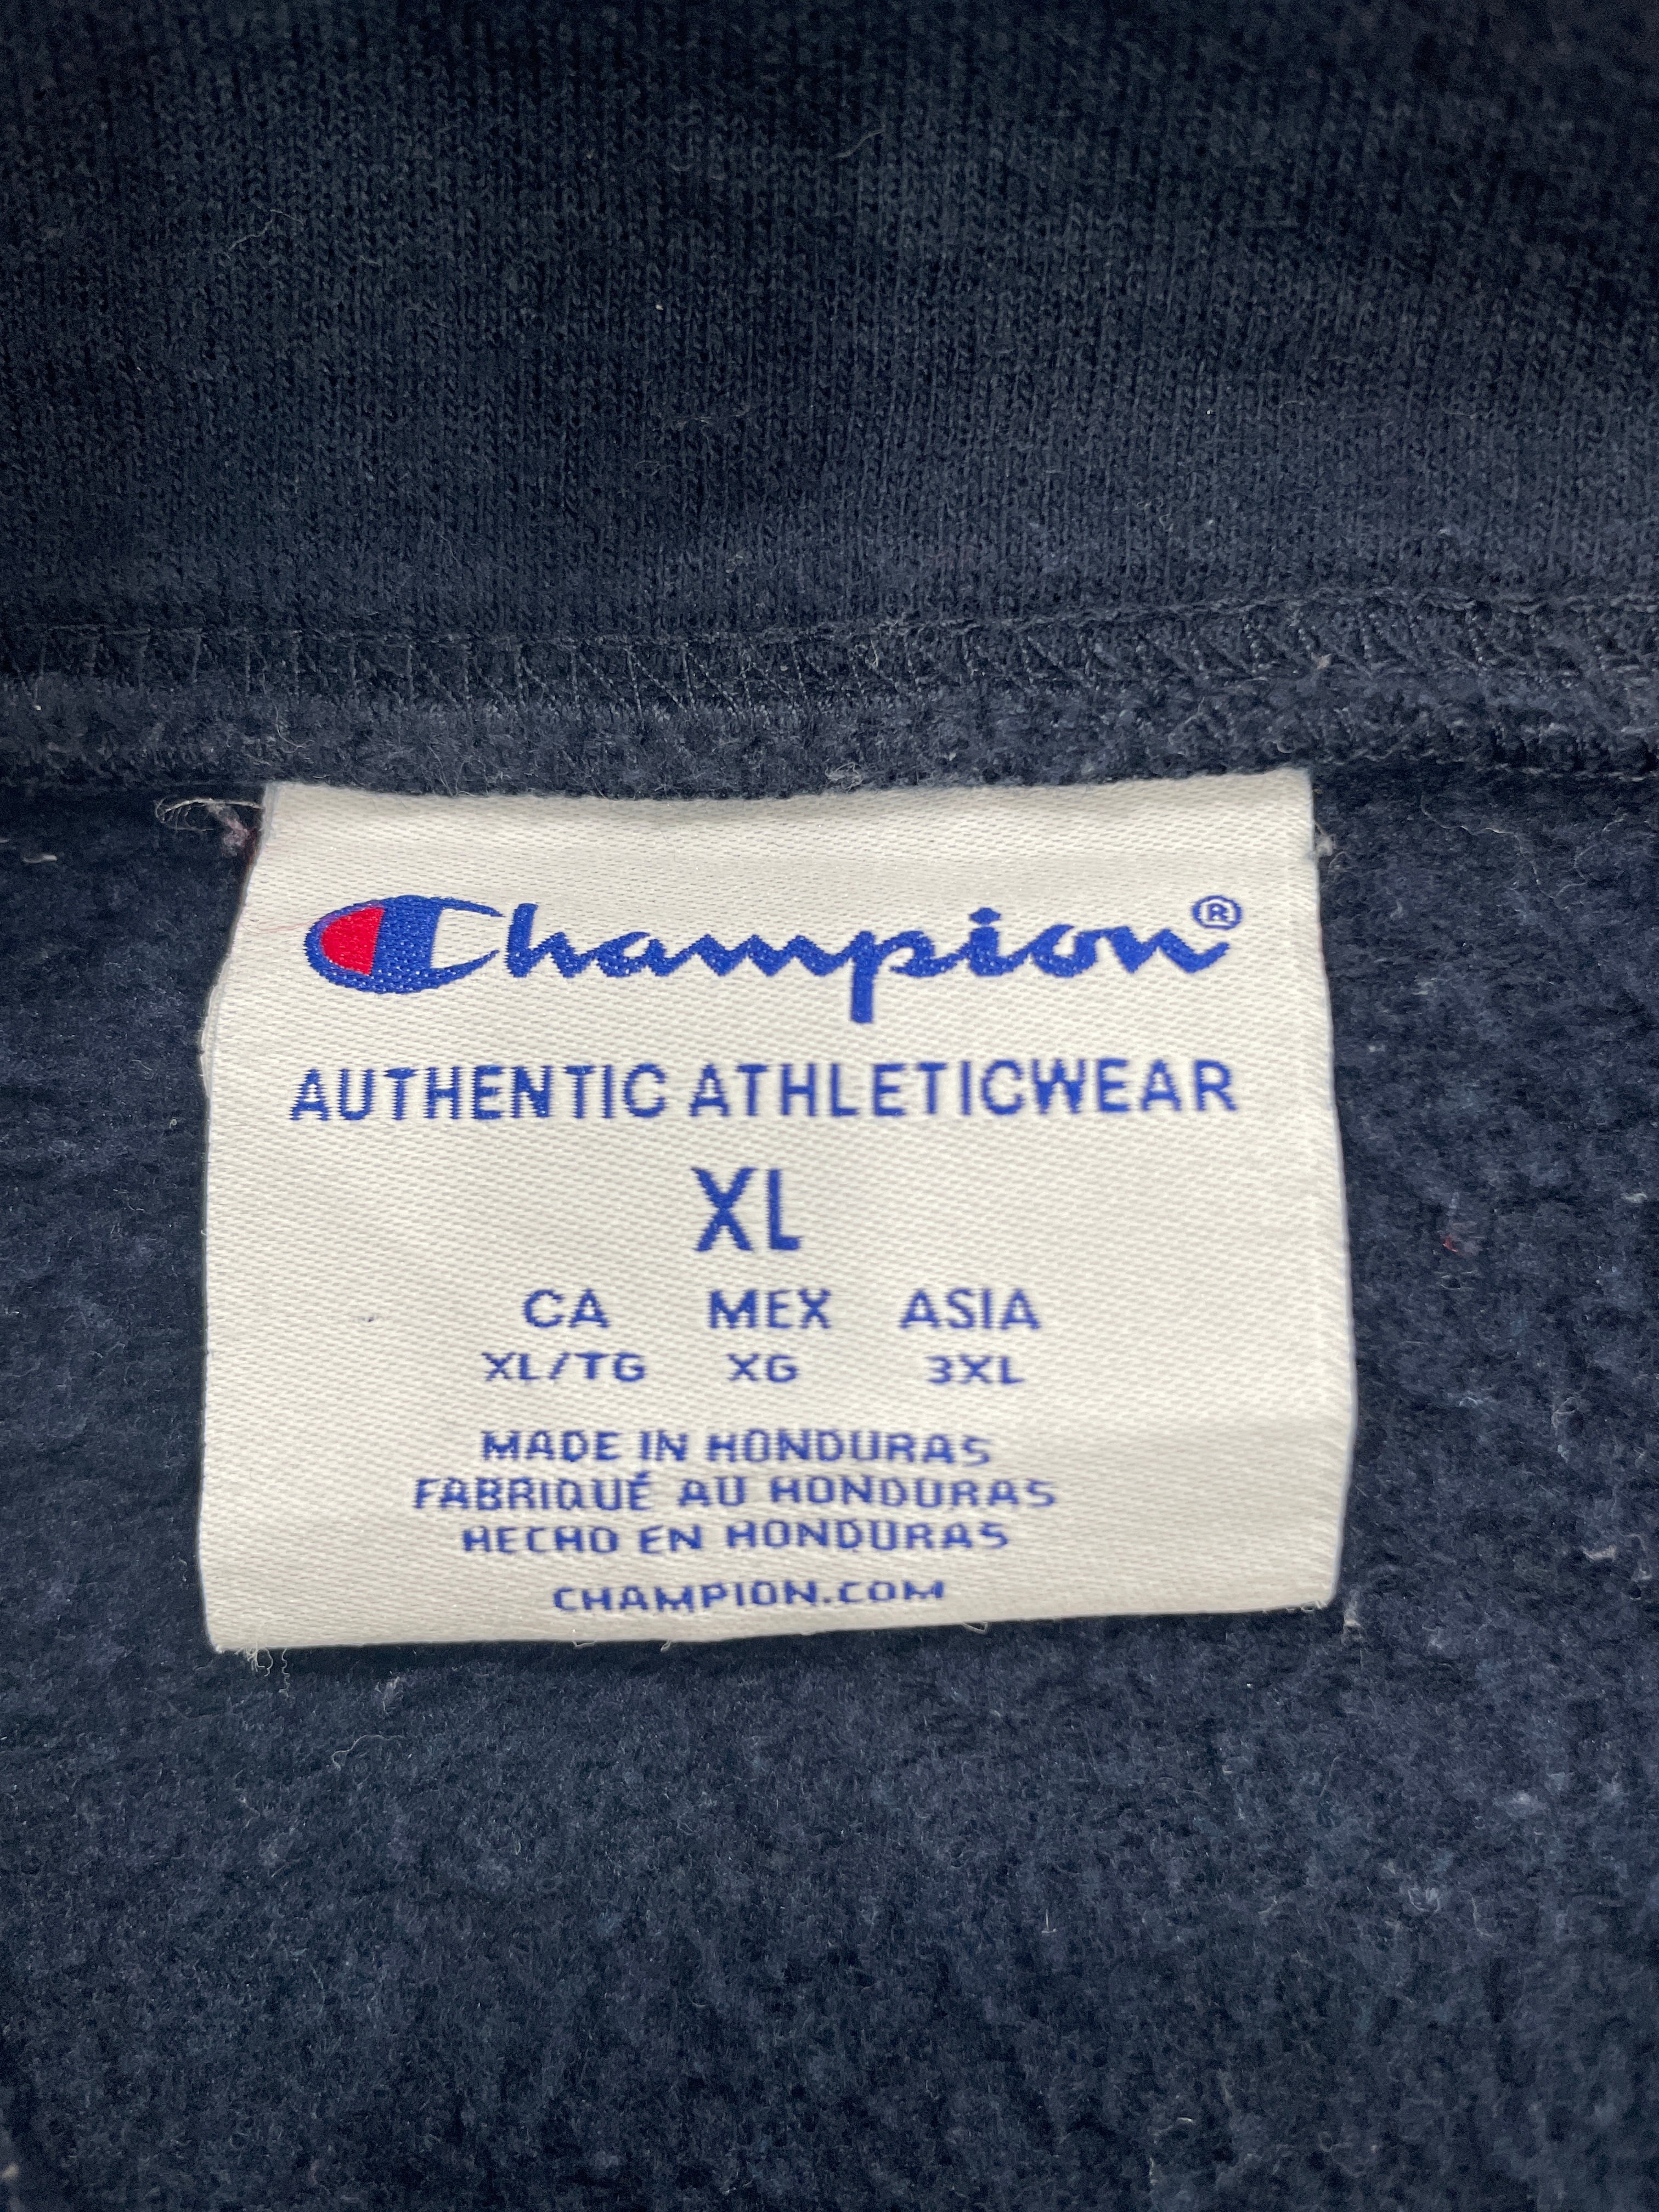 Champion®
AUTHENTIC ATHLETICWEAR
XL
CA MEX ASIA
XL/TG XG 3XL
MADE IN HONDURAS
FABRIQUÉ AU HONDURAS
HECHO EN HONDURAS
CHAMPION.COM